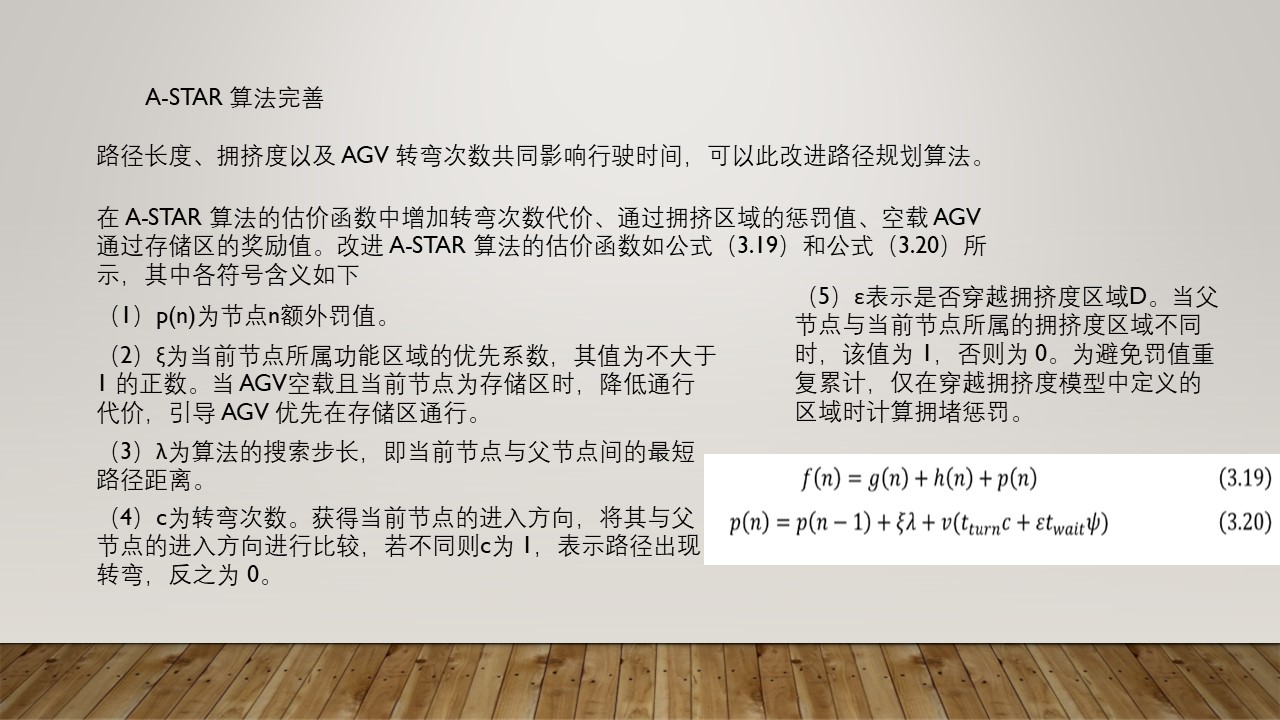 A-STAR 算法完善
路径长度、拥挤度以及 AGV 转弯次数共同影响行驶时间，可以此改进路径规划算法。
在 A-STAR 算法的估价函数中增加转弯次数代价、通过拥挤区域的惩罚值、空载 AGV
通过存储区的奖励值。改进 A-STAR 算法的估价函数如公式（3.19）和公式（3.20）所
示，其中各符号含义如下
（1）p(n)为节点n额外罚值。
（2）ξ为当前节点所属功能区域的优先系数，其值为不大于
1 的正数。当 AGV空载且当前节点为存储区时，降低通行
代价，引导 AGV 优先在存储区通行。
（3）λ为算法的搜索步长，即当前节点与父节点间的最短
路径距离。
（4）c为转弯次数。获得当前节点的进入方向，将其与父
节点的进入方向进行比较，若不同则c为 1，表示路径出现
转弯，反之为 0。
（5）ε表示是否穿越拥挤度区域D。当父
节点与当前节点所属的拥挤度区域不同
时，该值为 1，否则为 0。为避免罚值重
复累计，仅在穿越拥挤度模型中定义的
区域时计算拥堵惩罚。
f(n) = g(n) + h(n) + p(n) (3.19)
p(n) = p(n − 1) + ξλ + v(t_turn c + εt_wait ψ) (3.20)